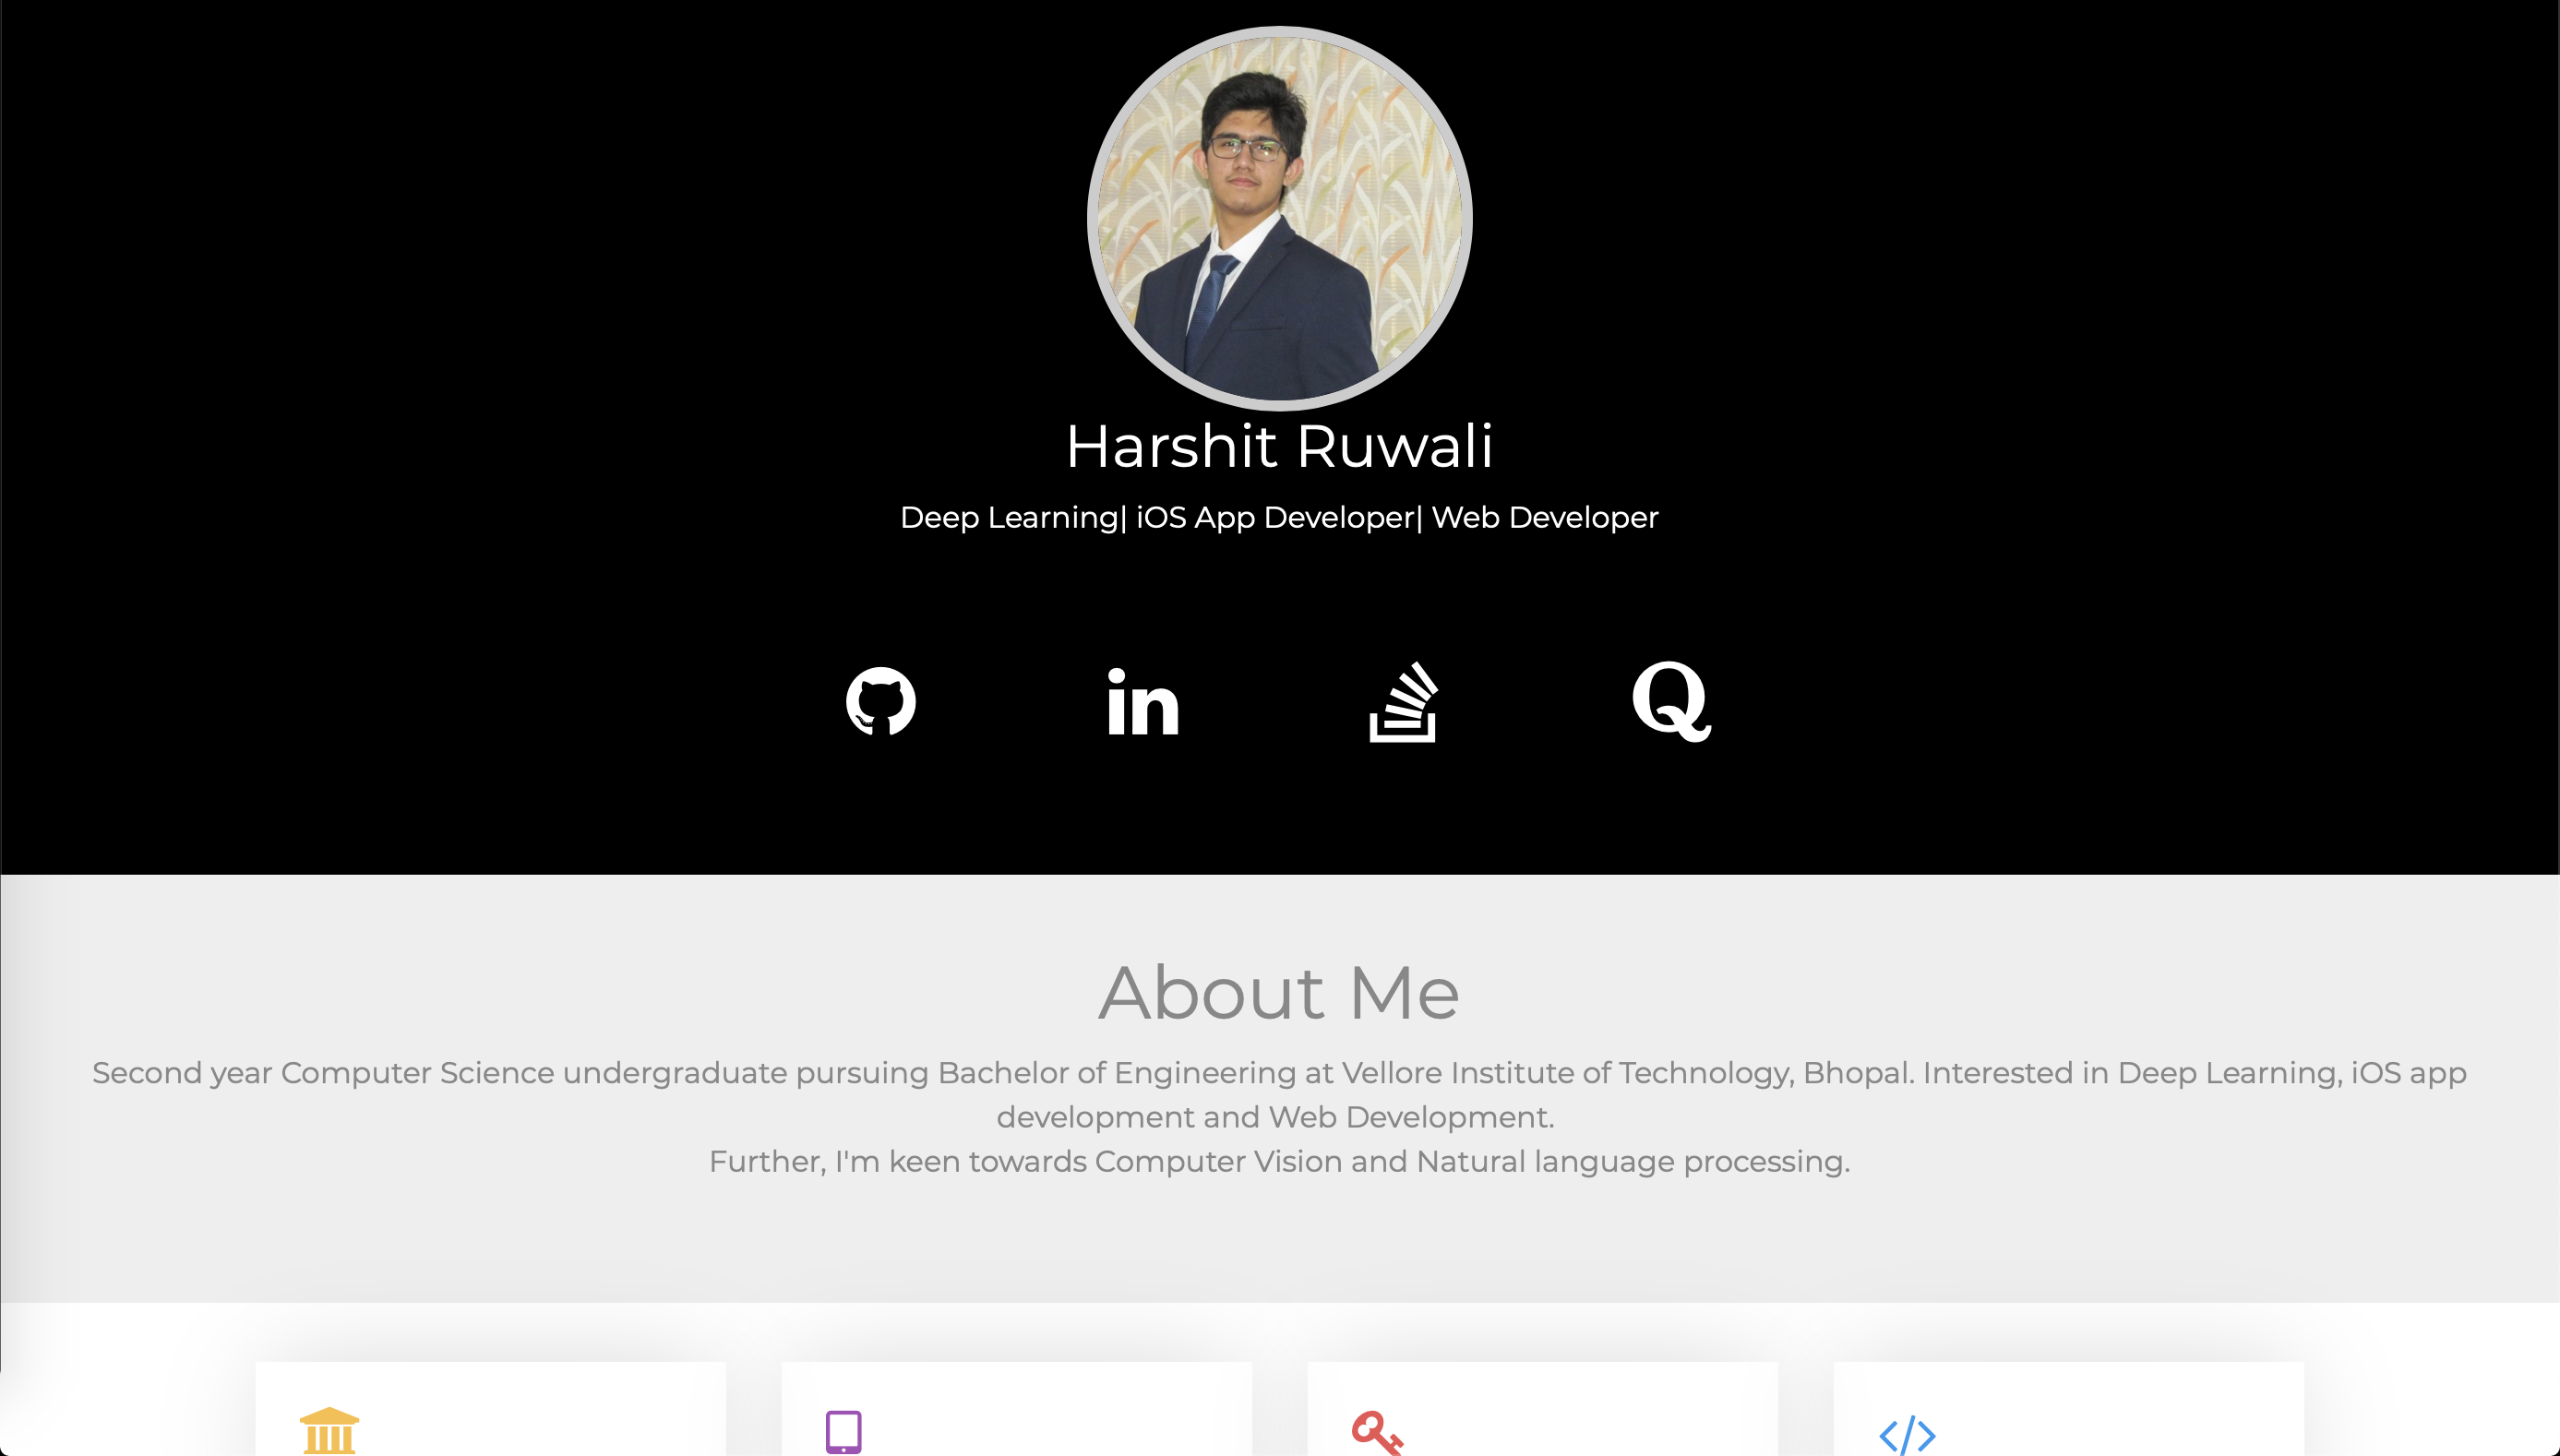 Harshit Ruwali
Deep Learning| iOS App Developer| Web Developer
in
Q
About Me
Second year Computer Science undergraduate pursuing Bachelor of Engineering at Vellore Institute of Technology, Bhopal. Interested in Deep Learning, iOS app
development and Web Development.
Further, I'm keen towards Computer Vision and Natural language processing.